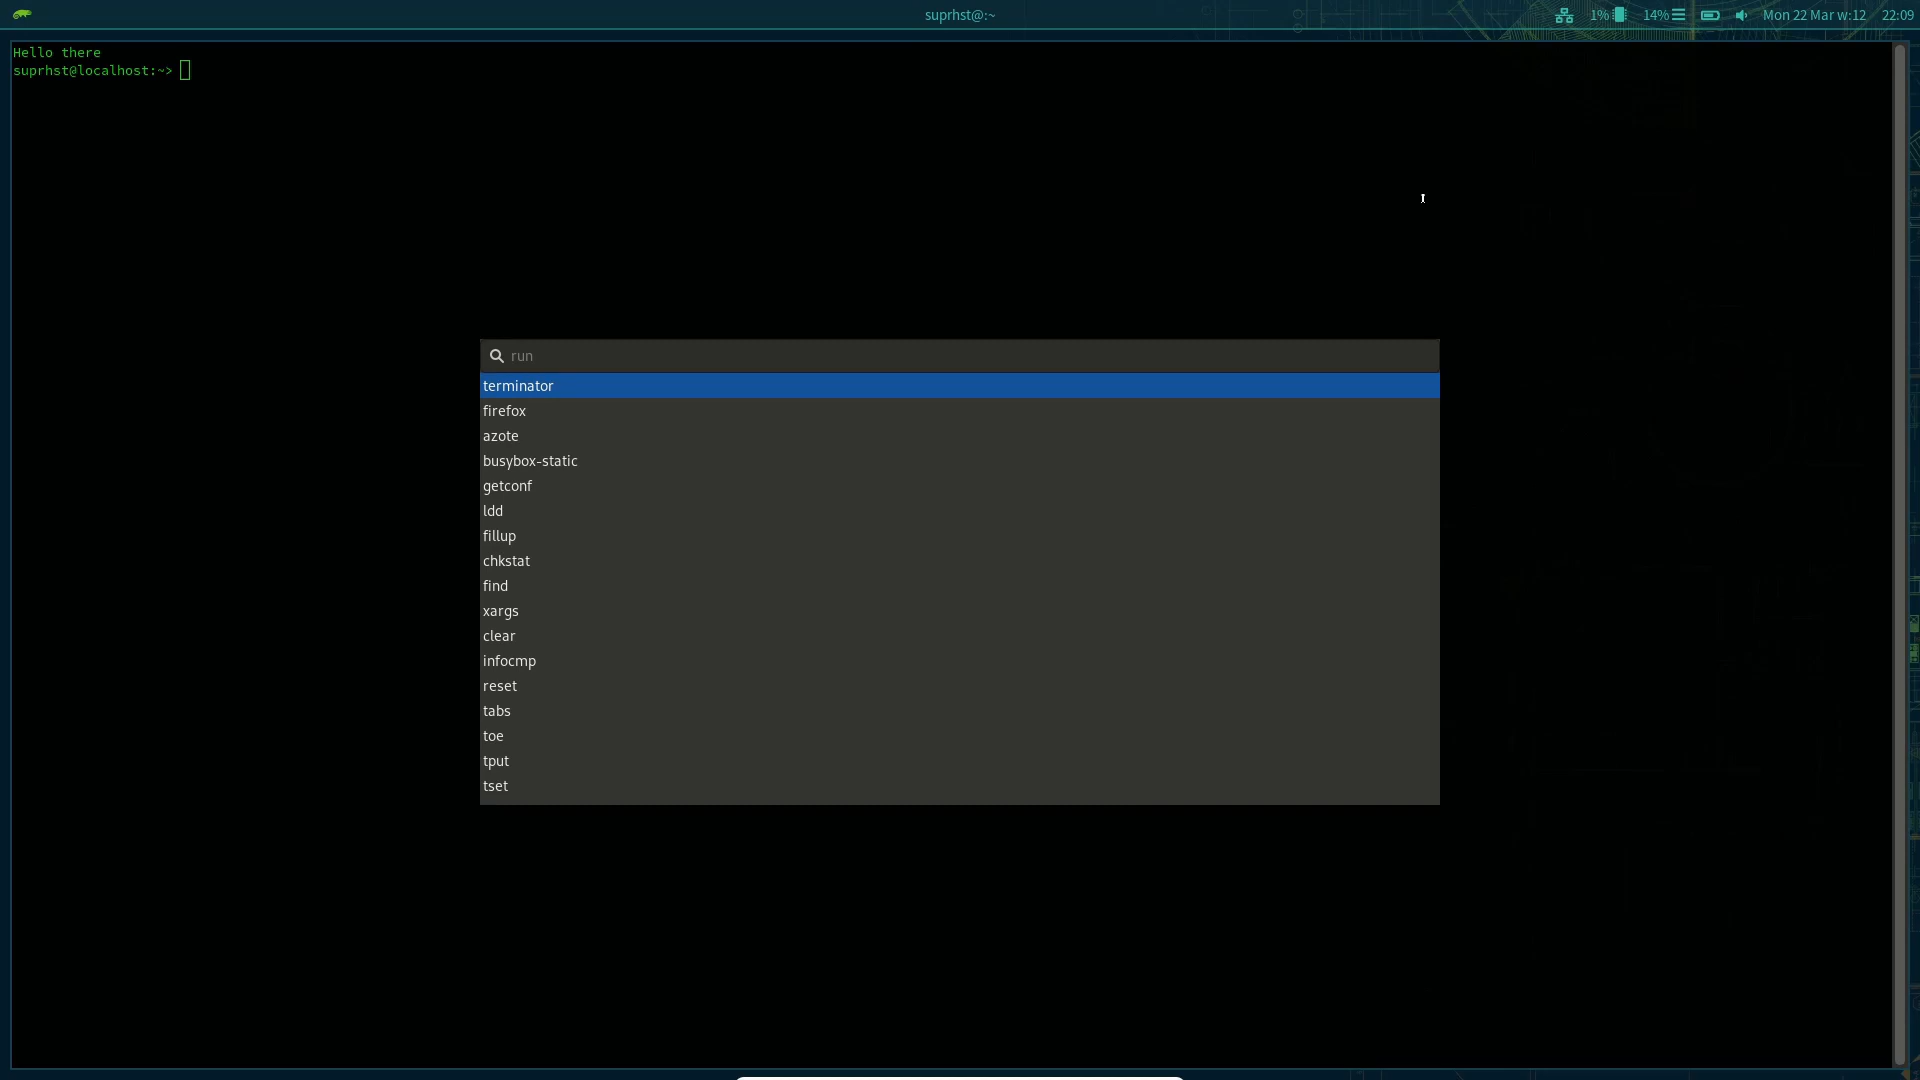 suprhst@:~
1%
14%
Mon 22 Mar w:12
22:09
Hello there
suprhst@localhost:~>
run
terminator
firefox
azote
busybox-static
getconf
ldd
fillup
chkstat
find
xargs
clear
infocmp
reset
tabs
toe
tput
tset